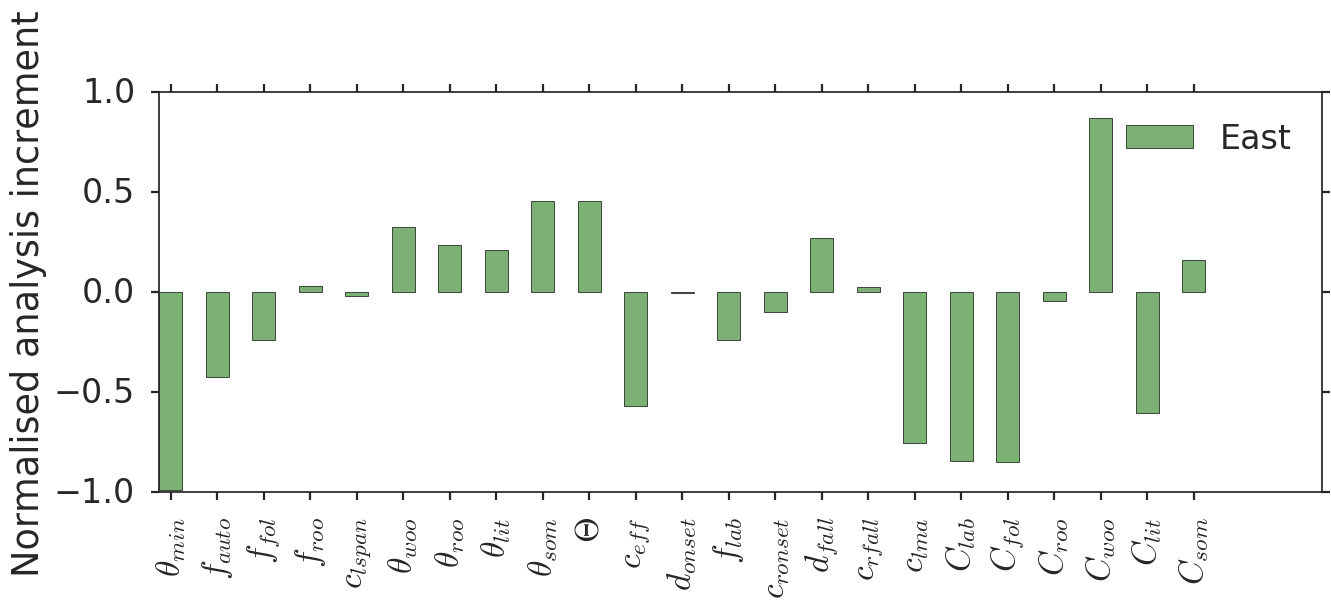 Normalised analysis increment
1.0
0.5
0.0
−0.5
−1.0
East
θmin
fauto
ffol
froo
clspan
θwoo
θroo
θlit
θsom
Θ
ceff
donset
flab
cronset
dfall
crfall
clma
Clab
Cfol
Croo
Cwoo
Clit
Csom